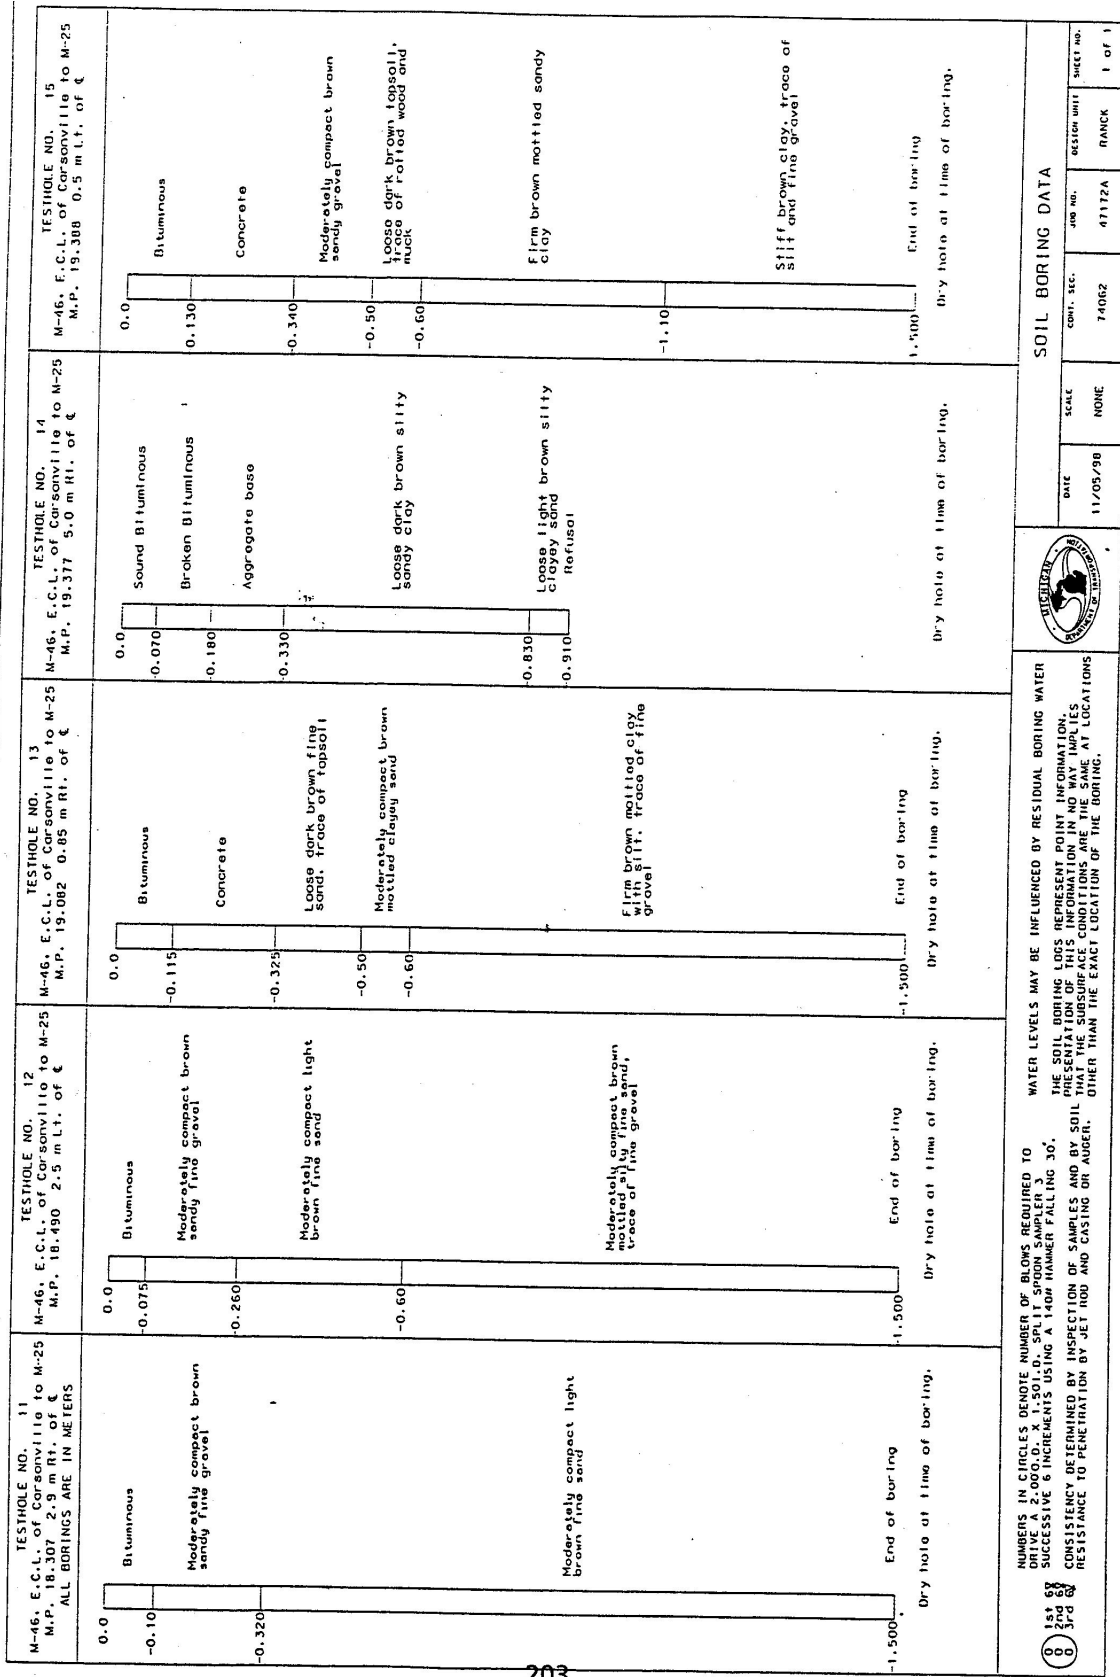 TESTHOLE NO. 11
M-46, E.C.L. of Carsonville to M-25
M.P. 18.307 2.9 m Rt. of ℄
ALL BORINGS ARE IN METERS
0.0
Bituminous
-0.10
Moderately compact brown
sandy fine gravel
-0.320
Moderately compact light
brown fine sand
-1.500
End of boring
Dry hole at time of boring.
TESTHOLE NO. 12
M-46, E.C.L. of Carsonville to M-25
M.P. 18.490 2.5 m Lt. of ℄
0.0
Bituminous
-0.075
Moderately compact brown
sandy fine gravel
-0.260
Moderately compact light
brown fine sand
-0.60
Moderately compact brown
mottled silty fine sand,
trace of fine gravel
-1.500
End of boring
Dry hole at time of boring.
TESTHOLE NO. 13
M-46, E.C.L. of Carsonville to M-25
M.P. 19.082 0.85 m Rt. of ℄
0.0
Bituminous
-0.115
Concrete
-0.325
Loose dark brown fine
sand, trace of topsoil
-0.50
Moderately compact brown
mottled clayey sand
-0.60
Firm brown mottled clay
with silt, trace of fine
gravel
-1.500
End of boring
Dry hole at time of boring.
TESTHOLE NO. 14
M-46, E.C.L. of Carsonville to M-25
M.P. 19.377 5.0 m Rt. of ℄
0.0
Sound Bituminous
-0.070
Broken Bituminous
-0.180
Aggregate base
-0.330
Loose dark brown silty
sandy clay
-0.830
Loose light brown silty
clayey sand
-0.910
Refusal
Dry hole at time of boring.
TESTHOLE NO. 15
M-46, E.C.L. of Carsonville to M-25
M.P. 19.388 0.5 m Lt. of ℄
0.0
Bituminous
-0.130
Concrete
-0.340
Moderately compact brown
sandy gravel
-0.50
Loose dark brown topsoil,
trace of rotted wood and
muck
-0.60
Firm brown mottled sandy
clay
-1.10
Stiff brown clay, trace of
silt and fine gravel
-1.500
End of boring
Dry hole at time of boring.
0 1st 6"
0 2nd 6"
0 3rd 6"
NUMBERS IN CIRCLES DENOTE NUMBER OF BLOWS REQUIRED TO
DRIVE A 2.00O.D. X 1.50I.D. SPLIT SPOON SAMPLER 3
SUCCESSIVE 6 INCREMENTS USING A 140# HAMMER FALLING 30".
CONSISTENCY DETERMINED BY INSPECTION OF SAMPLES AND BY SOIL
RESISTANCE TO PENETRATION BY JET ROD AND CASING OR AUGER.
WATER LEVELS MAY BE INFLUENCED BY RESIDUAL BORING WATER
THE SOIL BORING LOGS REPRESENT POINT INFORMATION.
PRESENTATION OF THIS INFORMATION IN NO WAY IMPLIES
THAT THE SUBSURFACE CONDITIONS ARE THE SAME AT LOCATIONS
OTHER THAN THE EXACT LOCATION OF THE BORING.
MICHIGAN
DEPARTMENT OF TRANSPORTATION
SOIL BORING DATA
DATE
11/05/98
SCALE
NONE
CONT. SEC.
74062
JOB NO.
47172A
DESIGN UNIT
RANCK
SHEET NO.
1 of 1
203